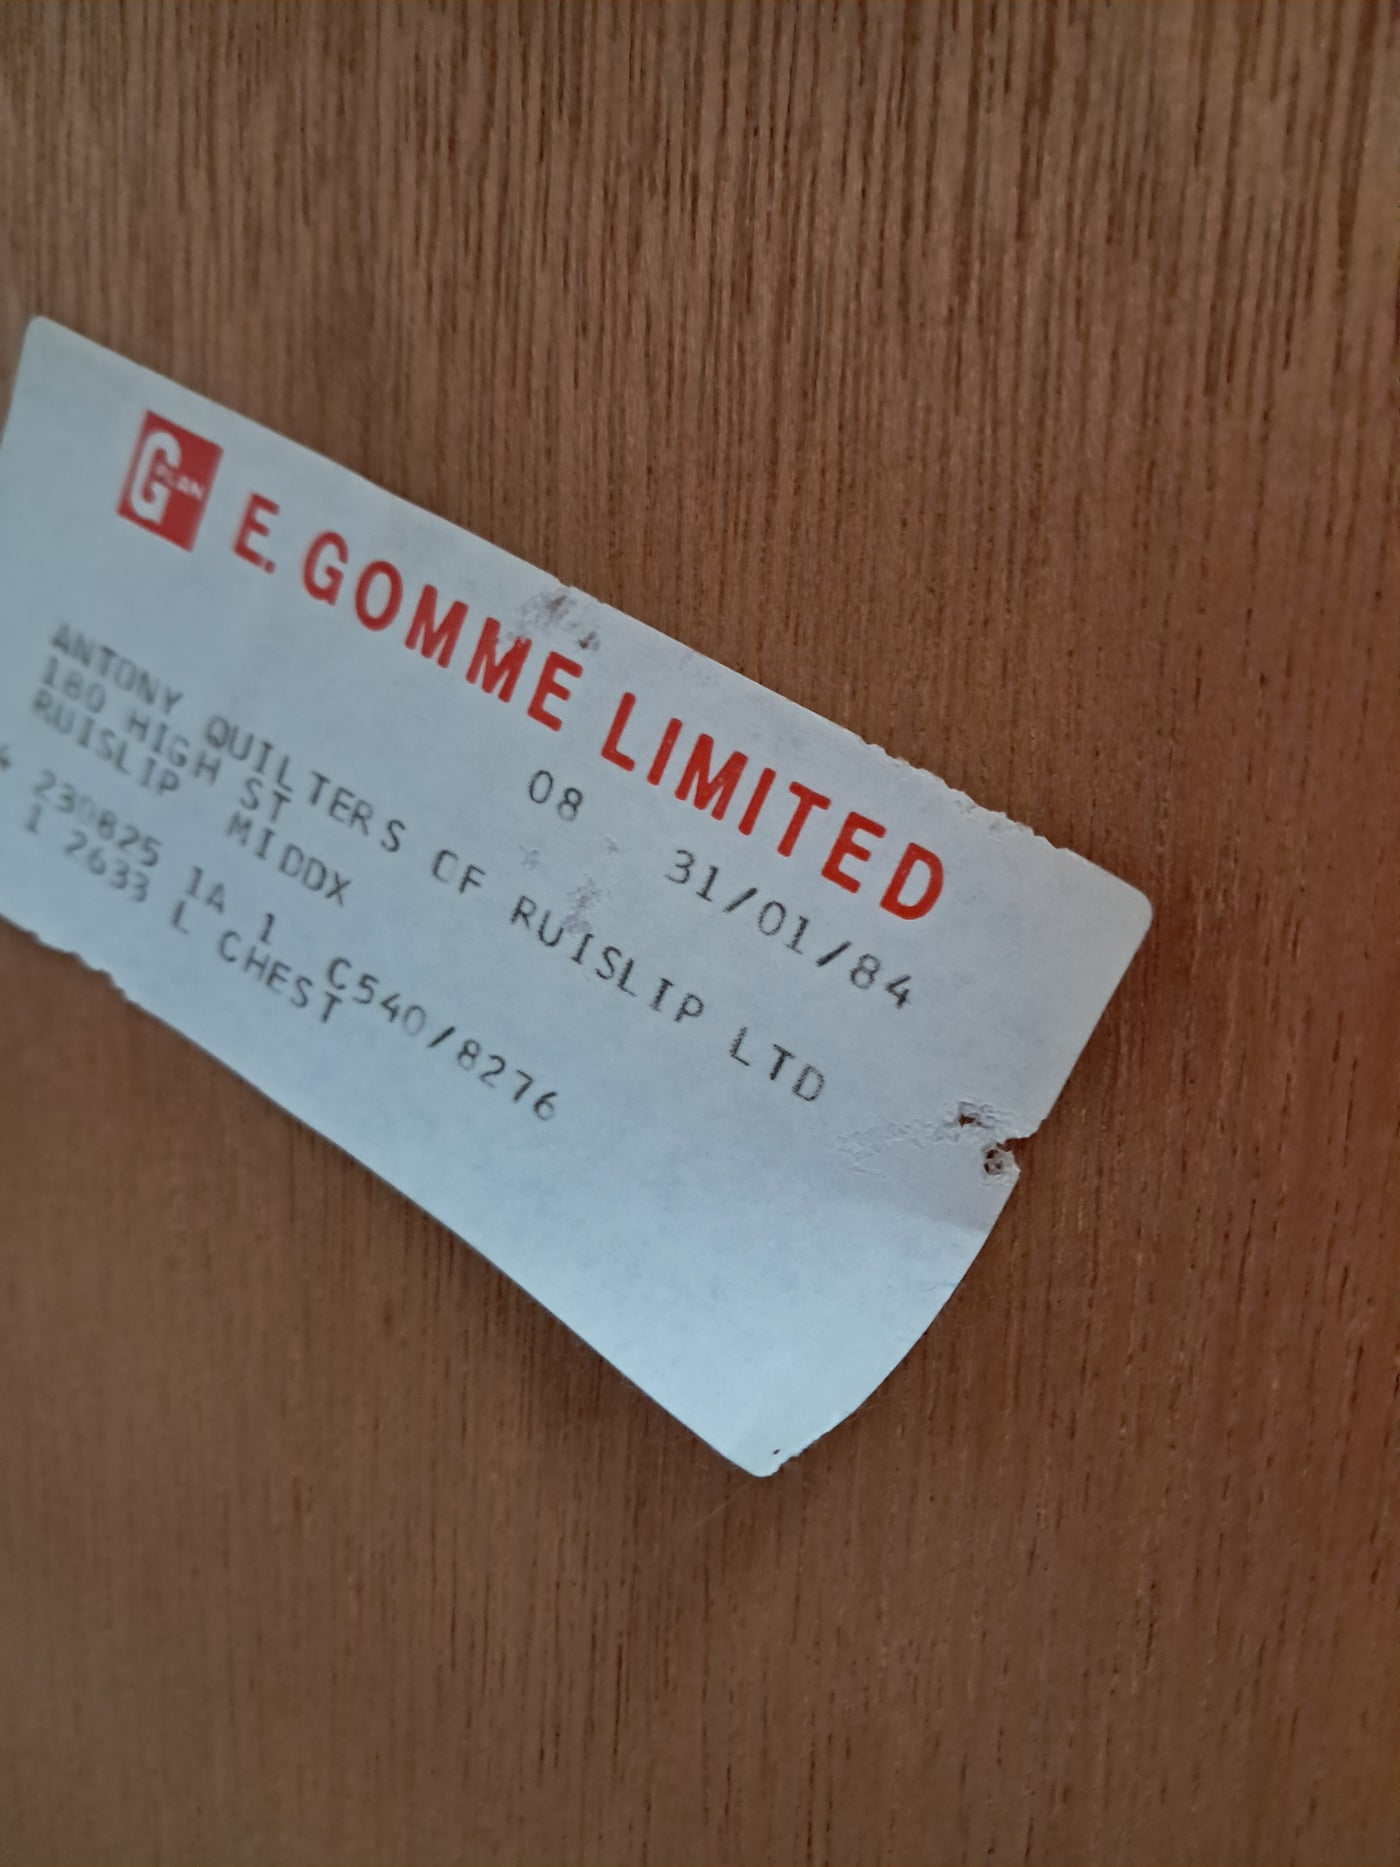 G PLAN
E. GOMME LIMITED
08 31/01/84
ANTONY QUILTERS OF RUISLIP LTD
180 HIGH ST
RUISLIP MIDDX
230825 1A 1 C540/8276
1 2633 L CHEST